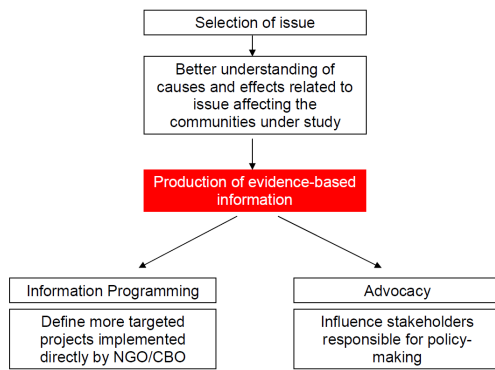 Selection of issue
Better understanding of
causes and effects related to
issue affecting the
communities under study
Production of evidence-based
information
Information Programming
Define more targeted
projects implemented
directly by NGO/CBO
Advocacy
Influence stakeholders
responsible for policy-
making